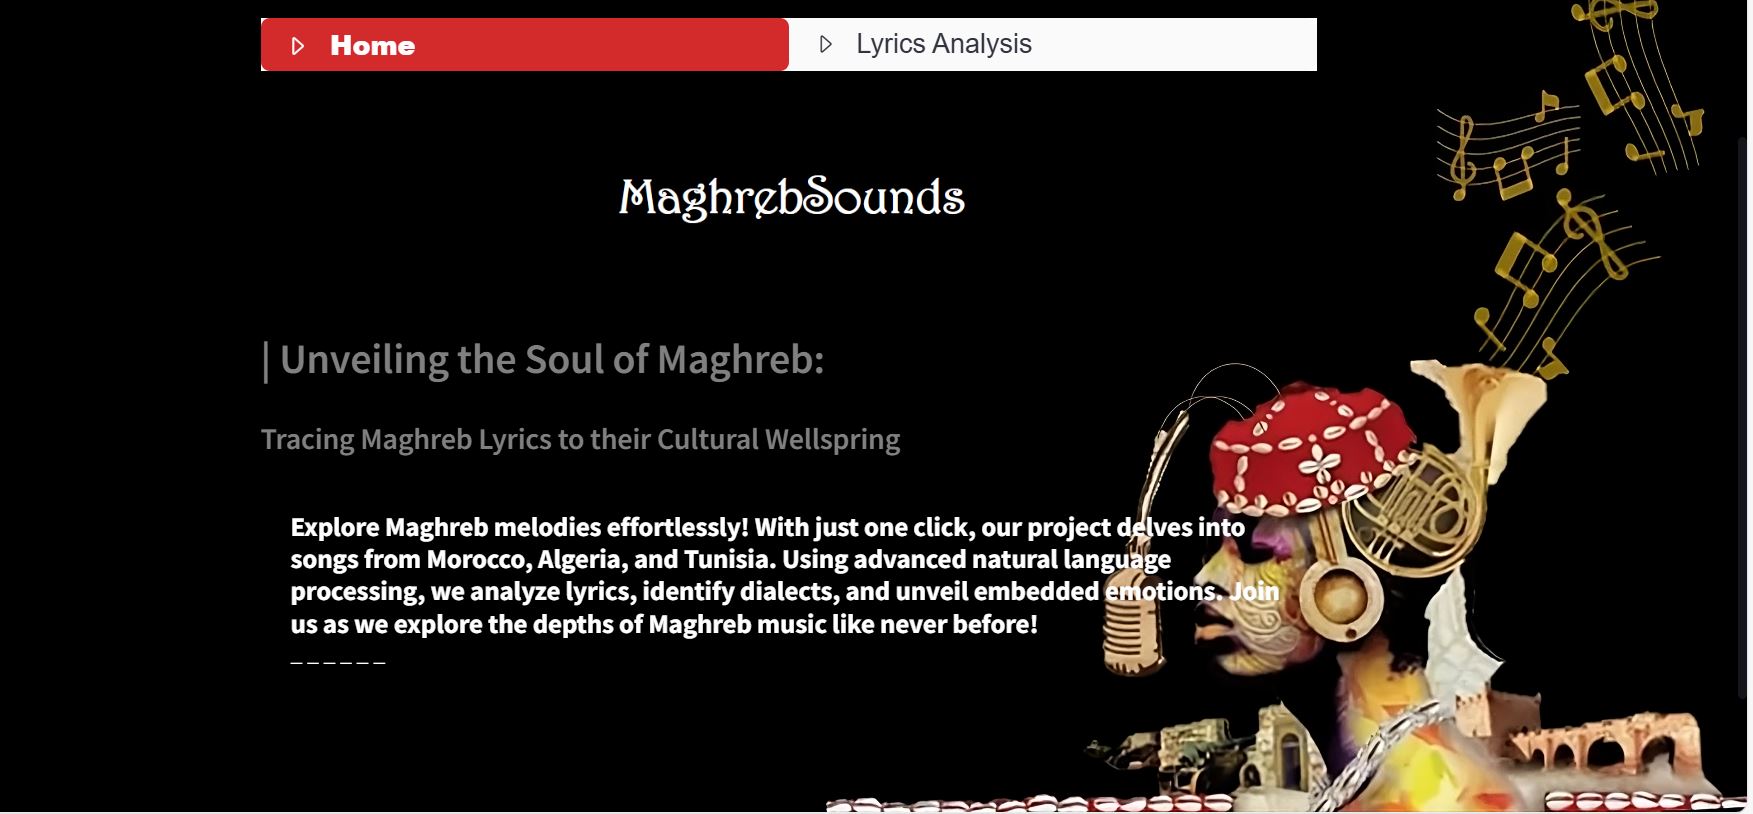 Home
Lyrics Analysis
MaghrebSounds
| Unveiling the Soul of Maghreb:
Tracing Maghreb Lyrics to their Cultural Wellspring
Explore Maghreb melodies effortlessly! With just one click, our project delves into
songs from Morocco, Algeria, and Tunisia. Using advanced natural language
processing, we analyze lyrics, identify dialects, and unveil embedded emotions. Join
us as we explore the depths of Maghreb music like never before!
______